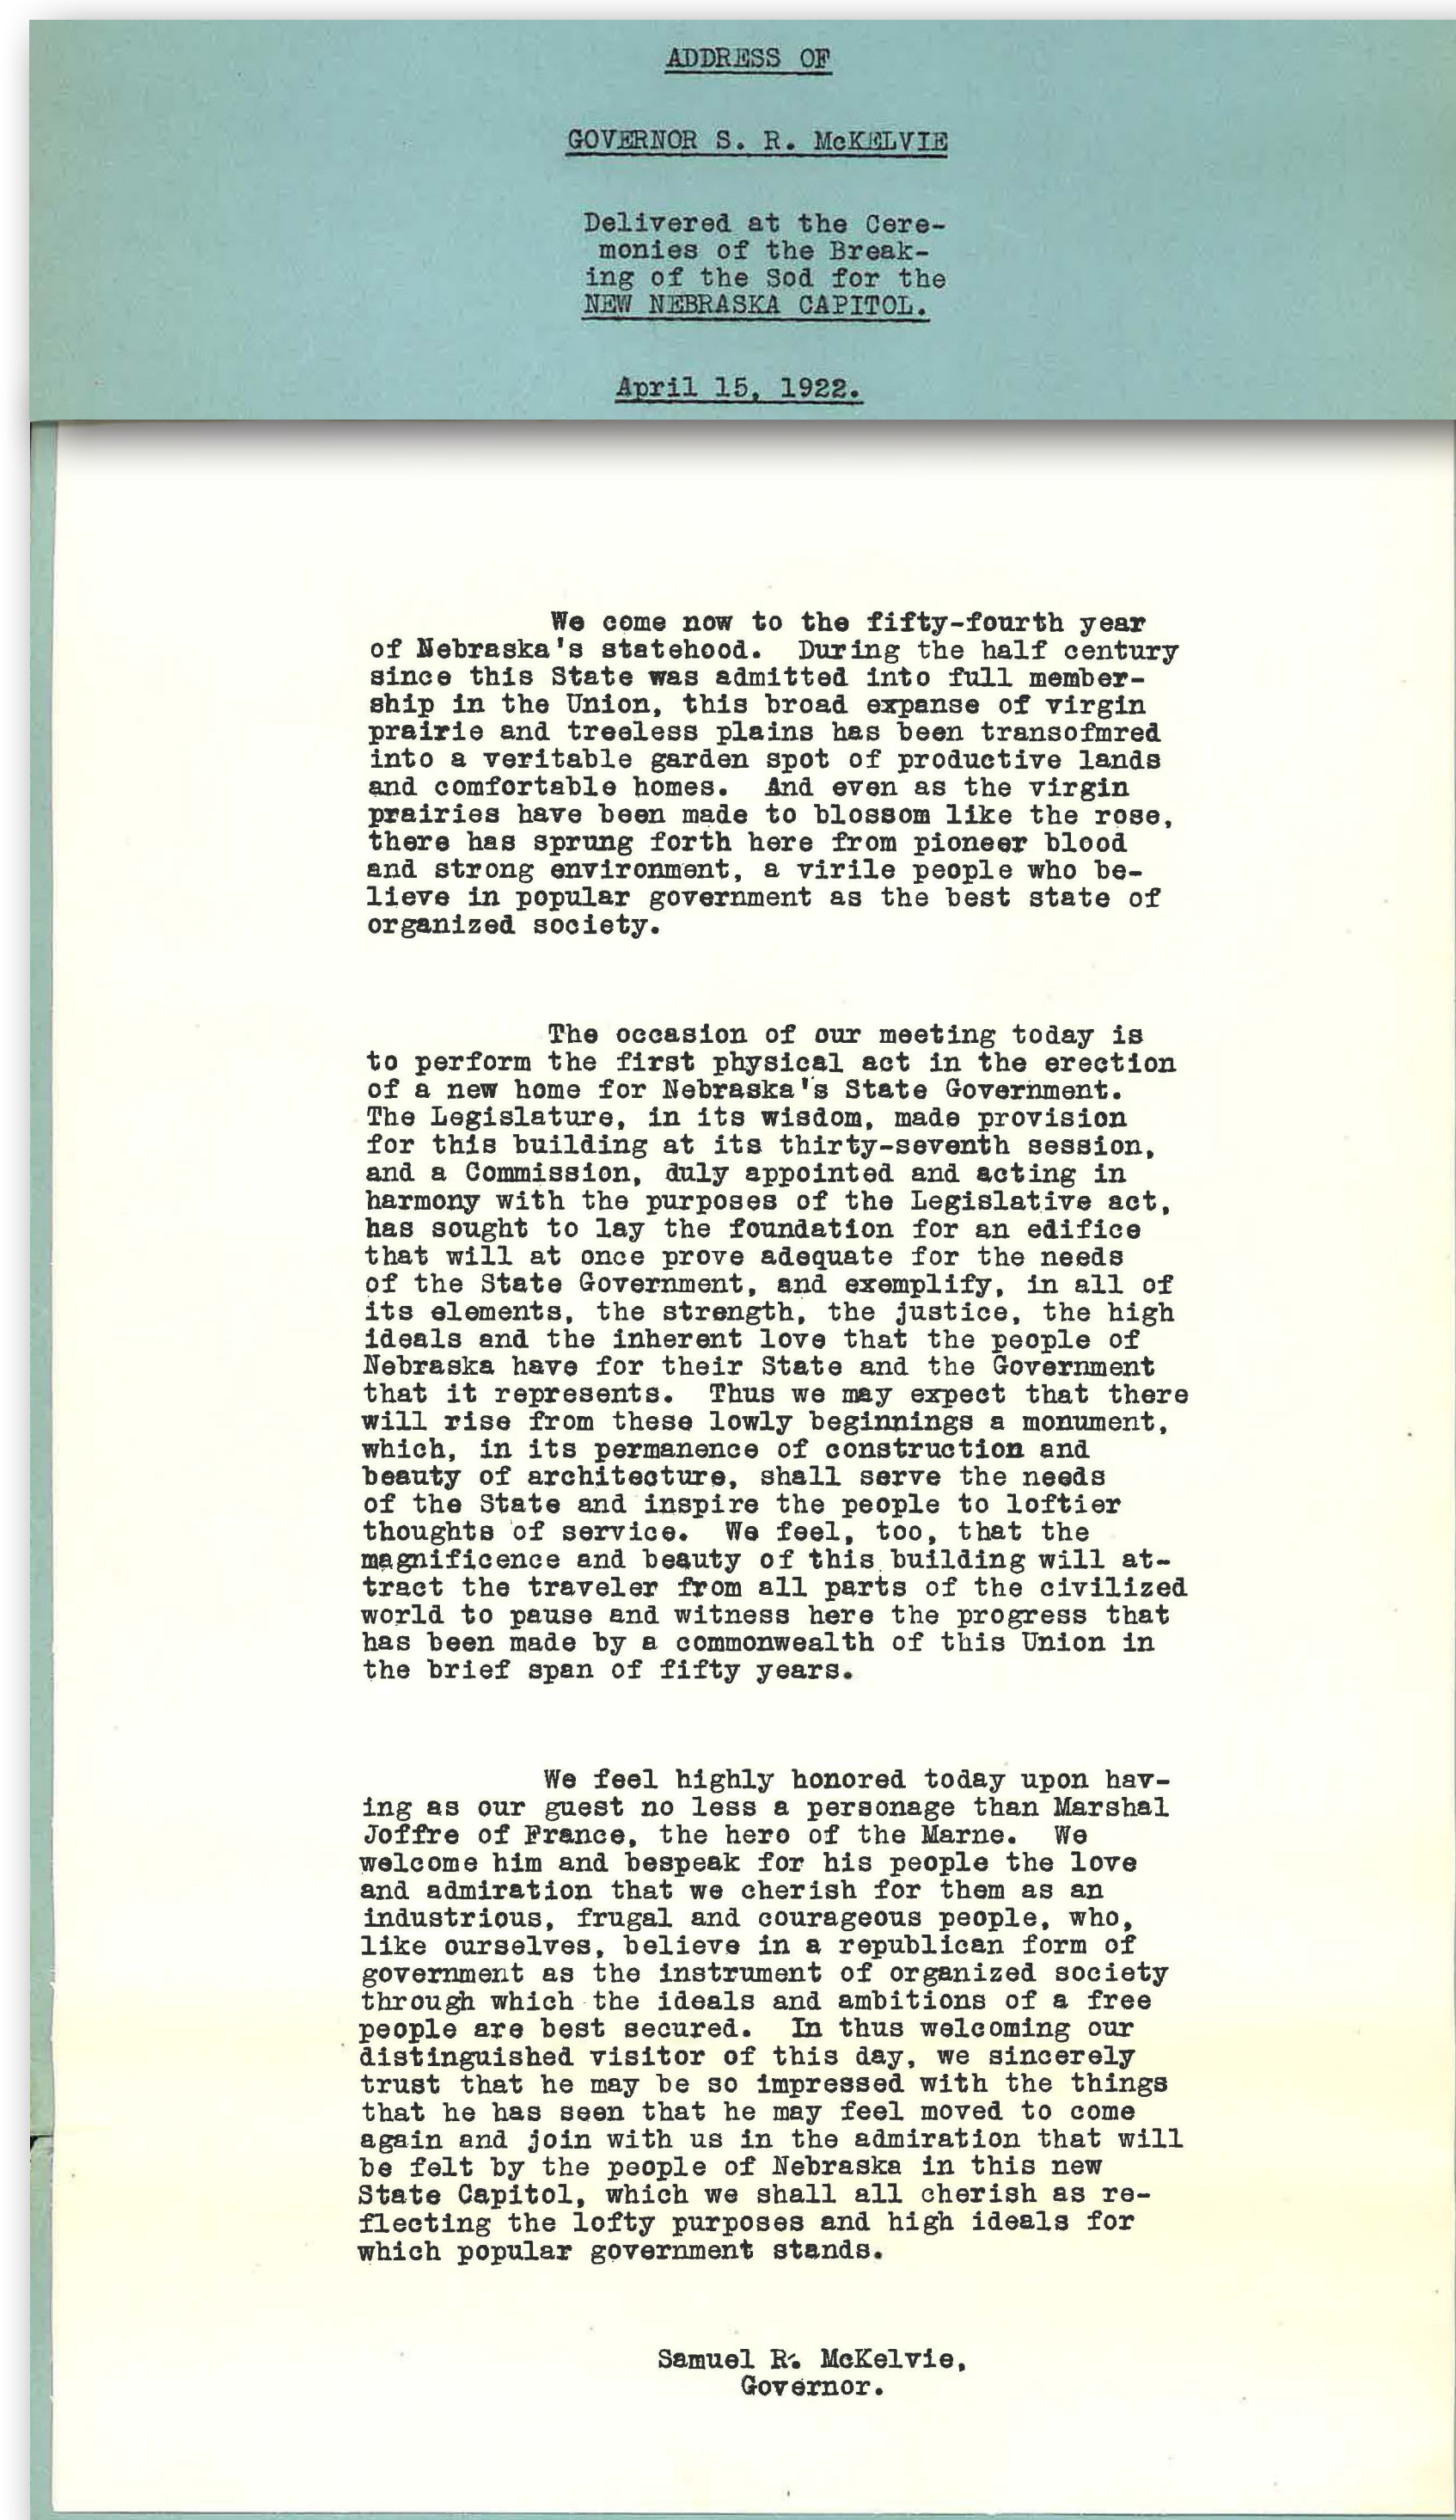 ADDRESS OF
GOVERNOR S. R. McKELVIE
Delivered at the Cere-
monies of the Break-
ing of the Sod for the
NEW NEBRASKA CAPITOL.
April 15, 1922.
We come now to the fifty-fourth year
of Nebraska's statehood. During the half century
since this State was admitted into full member-
ship in the Union, this broad expanse of virgin
prairie and treeless plains has been transofmred
into a veritable garden spot of productive lands
and comfortable homes. And even as the virgin
prairies have been made to blossom like the rose,
there has sprung forth here from pioneer blood
and strong environment, a virile people who be-
lieve in popular government as the best state of
organized society.
The occasion of our meeting today is
to perform the first physical act in the erection
of a new home for Nebraska's State Government.
The Legislature, in its wisdom, made provision
for this building at its thirty-seventh session,
and a Commission, duly appointed and acting in
harmony with the purposes of the Legislative act,
has sought to lay the foundation for an edifice
that will at once prove adequate for the needs
of the State Government, and exemplify, in all of
its elements, the strength, the justice, the high
ideals and the inherent love that the people of
Nebraska have for their State and the Government
that it represents. Thus we may expect that there
will rise from these lowly beginnings a monument,
which, in its permanence of construction and
beauty of architecture, shall serve the needs
of the State and inspire the people to loftier
thoughts of service. We feel, too, that the
magnificence and beauty of this building will at-
tract the traveler from all parts of the civilized
world to pause and witness here the progress that
has been made by a commonwealth of this Union in
the brief span of fifty years.
We feel highly honored today upon hav-
ing as our guest no less a personage than Marshal
Joffre of France, the hero of the Marne. We
welcome him and bespeak for his people the love
and admiration that we cherish for them as an
industrious, frugal and courageous people, who,
like ourselves, believe in a republican form of
government as the instrument of organized society
through which the ideals and ambitions of a free
people are best secured. In thus welcoming our
distinguished visitor of this day, we sincerely
trust that he may be so impressed with the things
that he has seen that he may feel moved to come
again and join with us in the admiration that will
be felt by the people of Nebraska in this new
State Capitol, which we shall all cherish as re-
flecting the lofty purposes and high ideals for
which popular government stands.
Samuel R. McKelvie,
Governor.